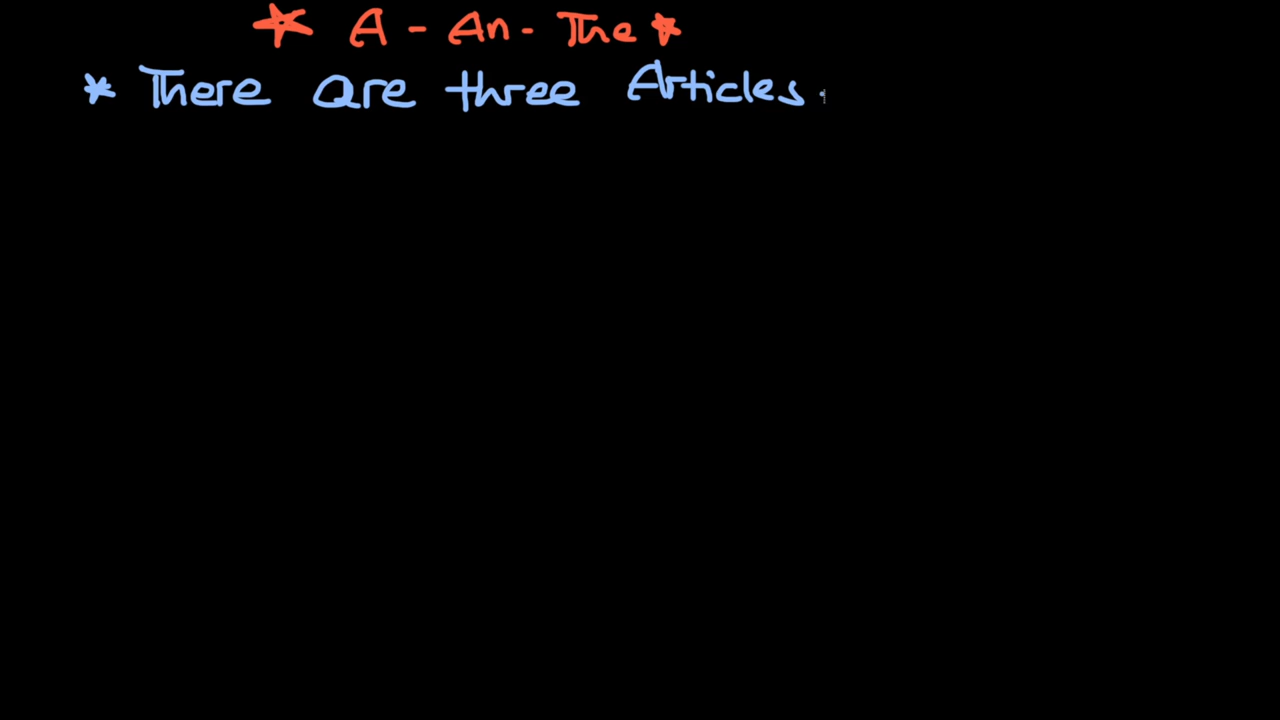 * A - An - The *
* There are three Articles.